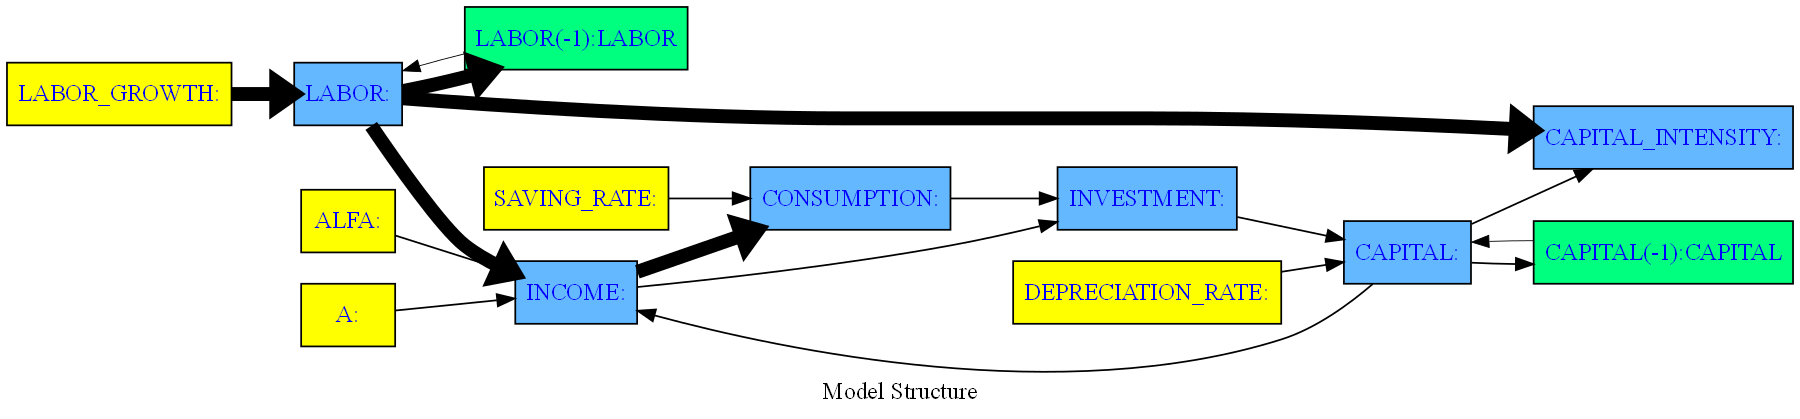 LABOR(-1):LABOR
LABOR_GROWTH:
LABOR:
CAPITAL_INTENSITY:
SAVING_RATE:
CONSUMPTION:
INVESTMENT:
ALFA:
CAPITAL:
CAPITAL(-1):CAPITAL
INCOME:
DEPRECIATION_RATE:
A:
Model Structure